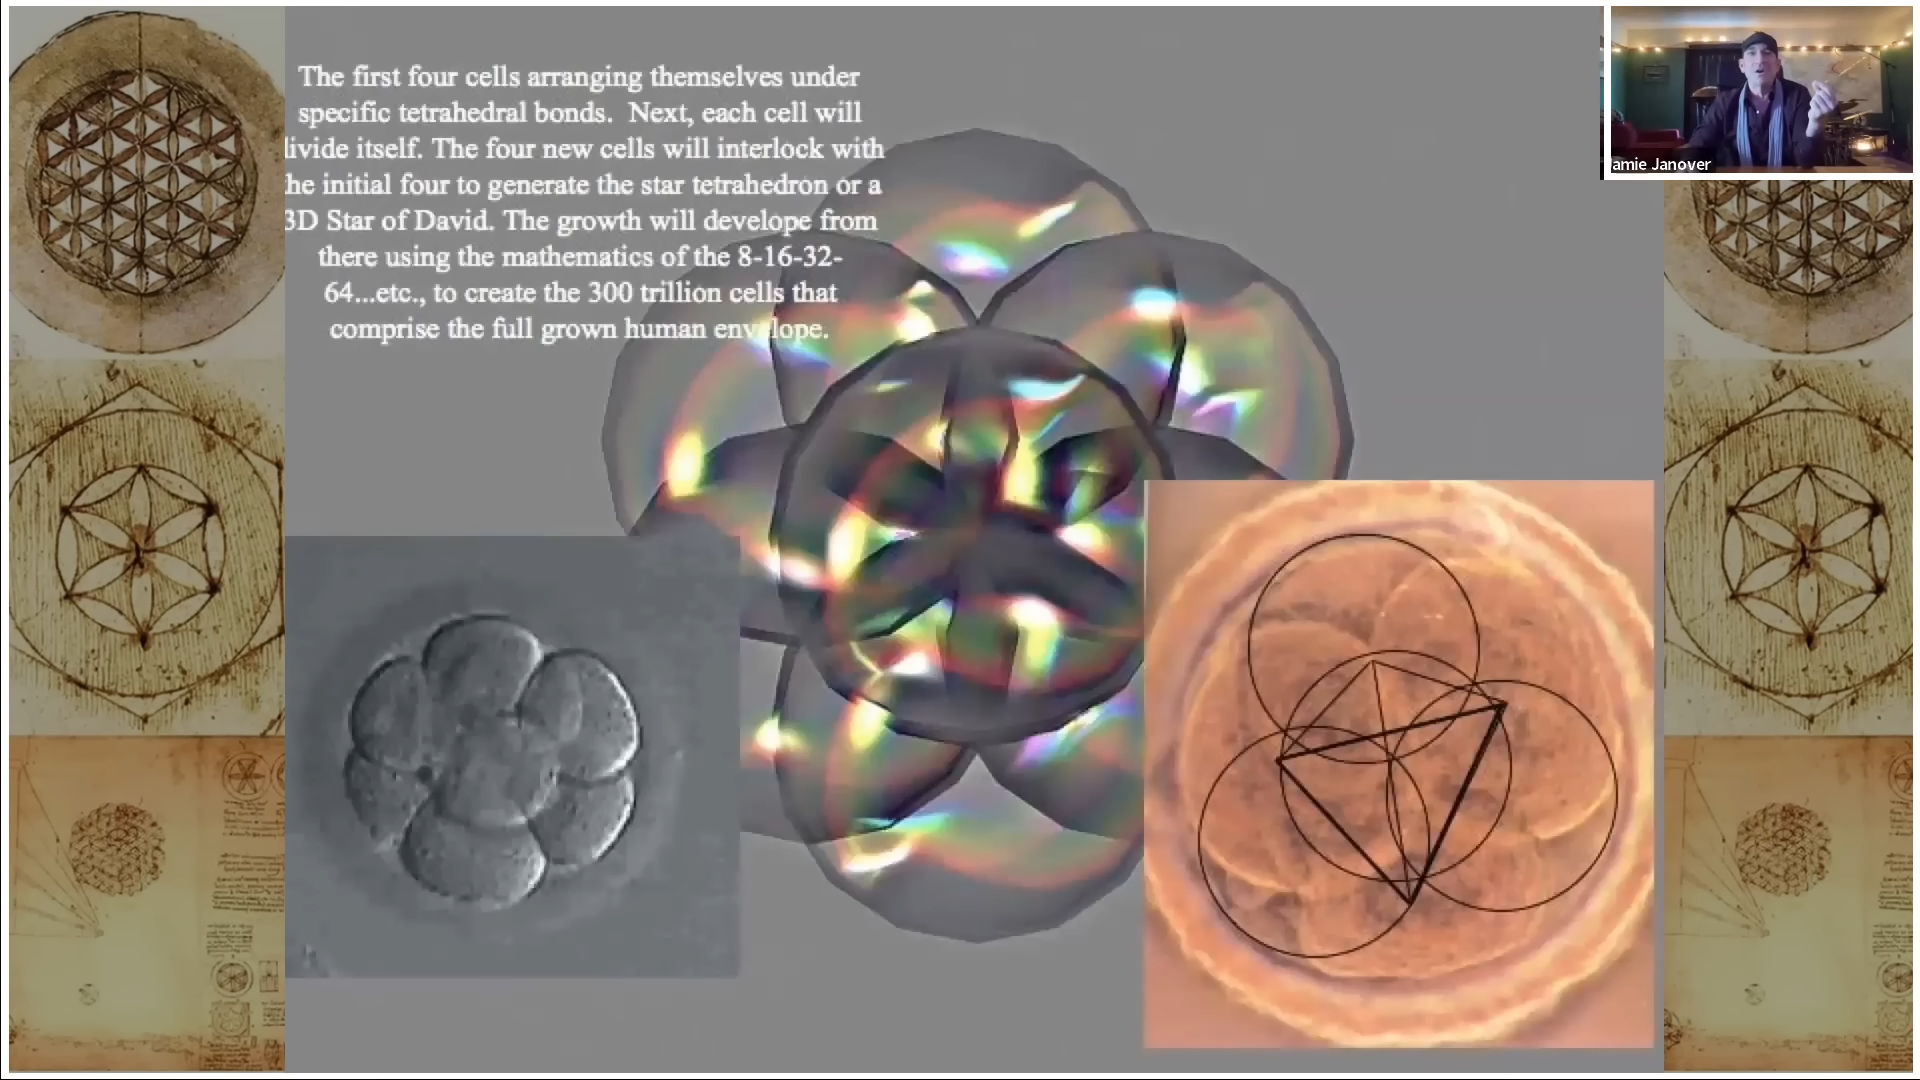 The first four cells arranging themselves under
specific tetrahedral bonds. Next, each cell will
ivide itself. The four new cells will interlock with
he initial four to generate the star tetrahedron or a
3D Star of David. The growth will develope from
there using the mathematics of the 8-16-32-
64...etc., to create the 300 trillion cells that
comprise the full grown human envelope.
amie Janover